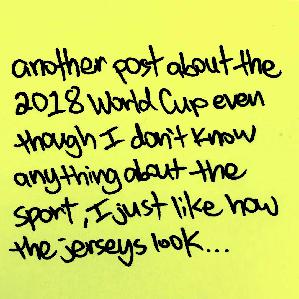 another post about the
2018 World Cup even
though I don't know
anything about the
sport, I just like how
the jerseys look...